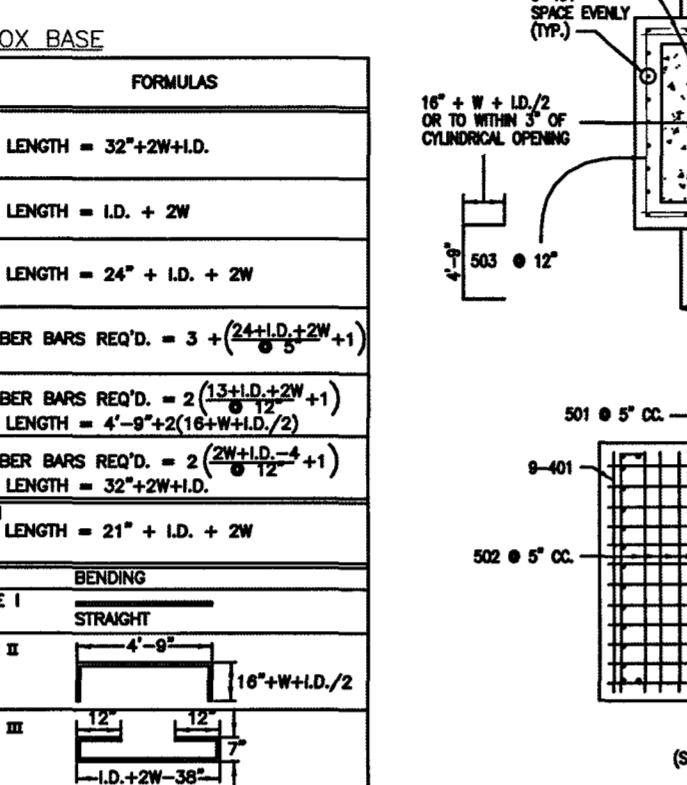 OX BASE
FORMULAS
LENGTH = 32"+2W+I.D.
LENGTH = I.D. + 2W
LENGTH = 24" + I.D. + 2W
BER BARS REQ'D. = 3 +(24+I.D.+2W/@ 5" +1)
BER BARS REQ'D. = 2(13+I.D.+2W/@ 12" +1)
LENGTH = 4'-9"+2(16+W+I.D./2)
BER BARS REQ'D. = 2(2W+I.D.-4/@ 12" +1)
LENGTH = 32"+2W+I.D.
LENGTH = 21" + I.D. + 2W
BENDING
E I
STRAIGHT
II
4'-9"
16"+W+I.D./2
III
12" 12"
7"
I.D.+2W-38"
SPACE EVENLY
(TYP.)
16" + W + I.D./2
OR TO WITHIN 3" OF
CYLINDRICAL OPENING
4'-9"
503 @ 12"
501 @ 5" CC.
9-401
502 @ 5" CC.
(S